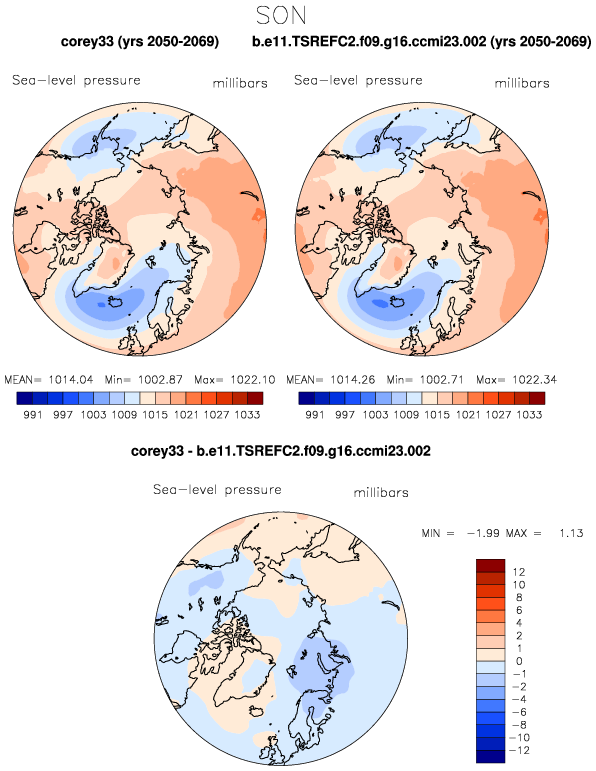 SON
corey33 (yrs 2050-2069) b.e11.TSREFC2.f09.g16.ccmi23.002 (yrs 2050-2069)
Sea-level pressure millibars Sea-level pressure millibars
MEAN= 1014.04 Min= 1002.87 Max= 1022.10 MEAN= 1014.26 Min= 1002.71 Max= 1022.34
991 997 1003 1009 1015 1021 1027 1033 991 997 1003 1009 1015 1021 1027 1033
corey33 - b.e11.TSREFC2.f09.g16.ccmi23.002
Sea-level pressure millibars
MIN = -1.99 MAX = 1.13
12
10
8
6
4
2
1
0
-1
-2
-4
-6
-8
-10
-12